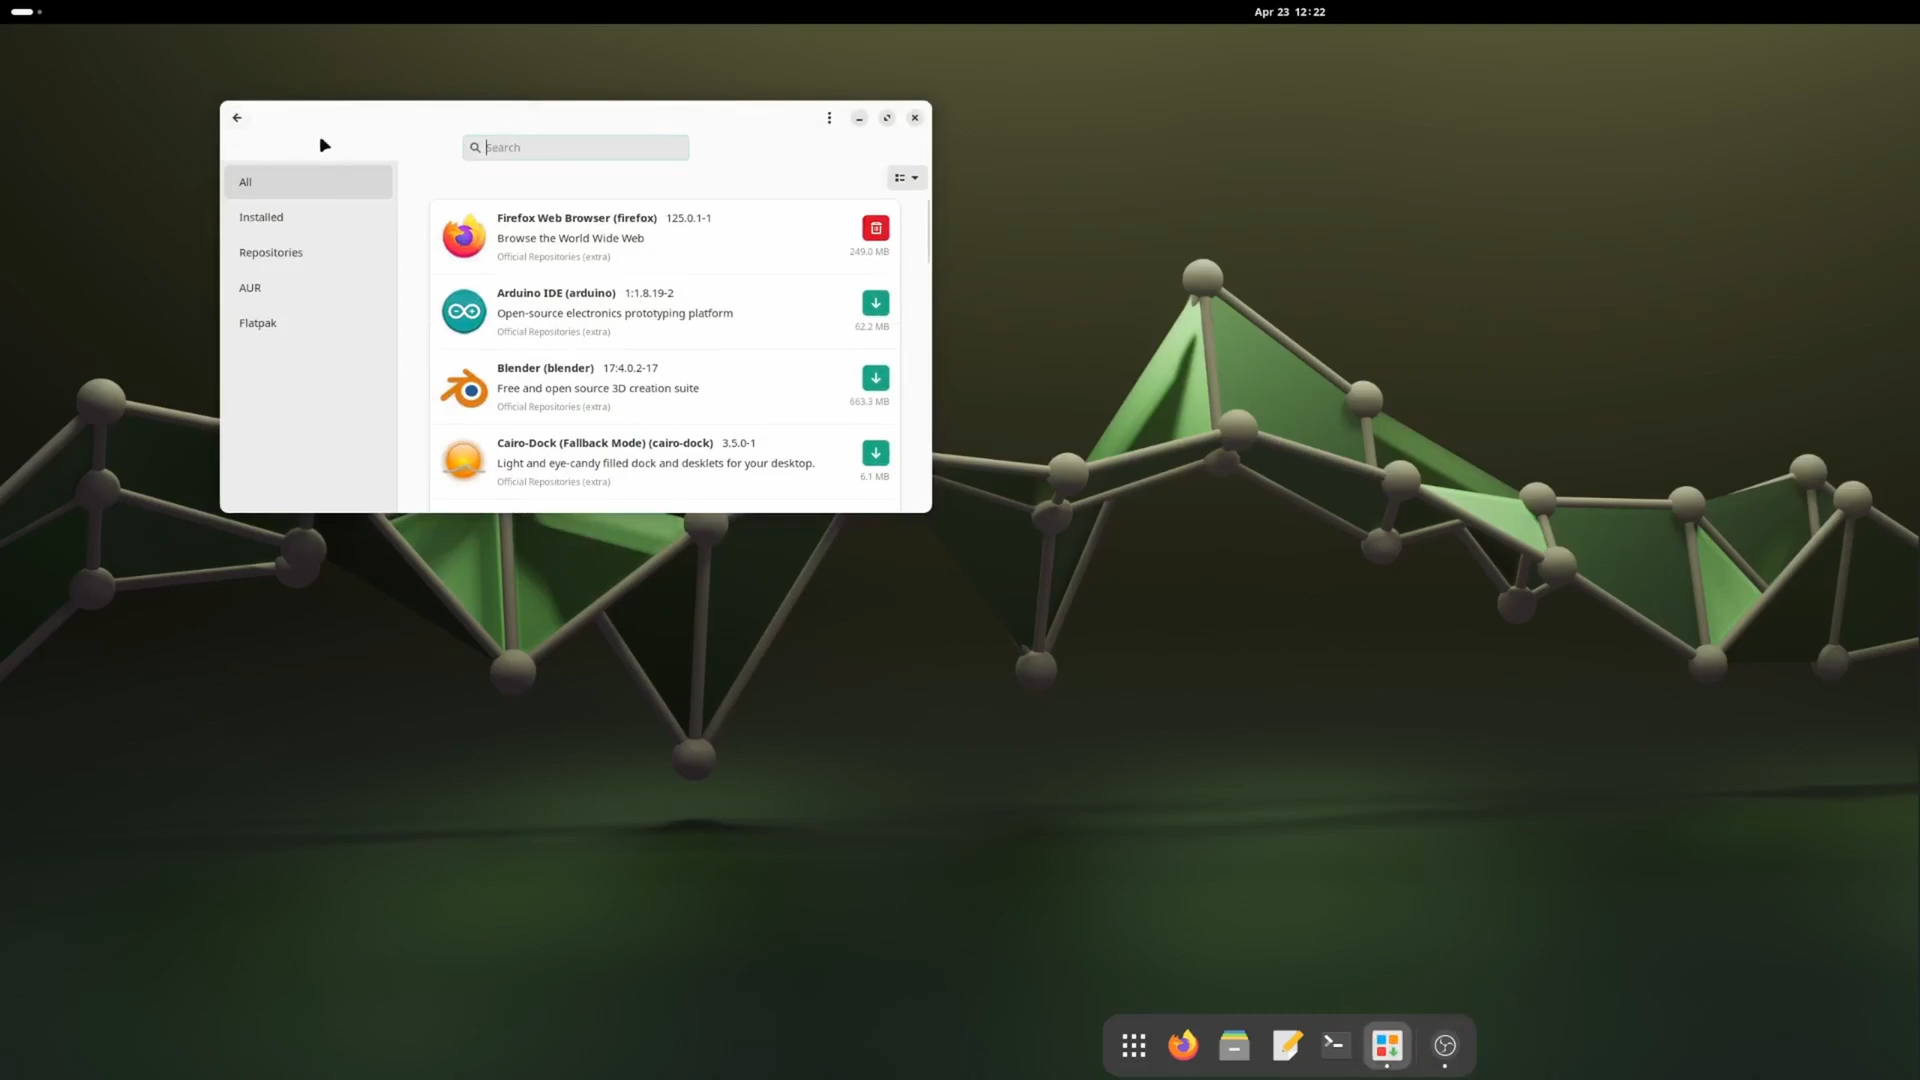 Apr 23 12:22
Search
All
Installed
Repositories
AUR
Flatpak
Firefox Web Browser (firefox) 125.0.1-1
Browse the World Wide Web
Official Repositories (extra)
249.0 MB
Arduino IDE (arduino) 1:1.8.19-2
Open-source electronics prototyping platform
Official Repositories (extra)
62.2 MB
Blender (blender) 17:4.0.2-17
Free and open source 3D creation suite
Official Repositories (extra)
663.3 MB
Cairo-Dock (Fallback Mode) (cairo-dock) 3.5.0-1
Light and eye-candy filled dock and desklets for your desktop.
Official Repositories (extra)
6.1 MB